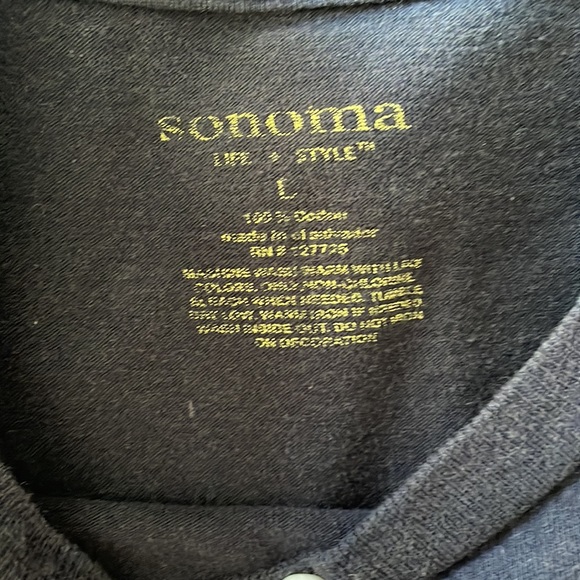 sonoma
LIFE + STYLE™
L
100 % Cotton
made in el salvador
RN #
MACHINE WASH WARM WITH LIKE
COLORS. ONLY NON-CHLORINE
BLEACH WHEN NEEDED. TUMBLE
DRY LOW. WARM IRON IF NEEDED.
WASH INSIDE OUT. DO NOT IRON
ON DECORATION